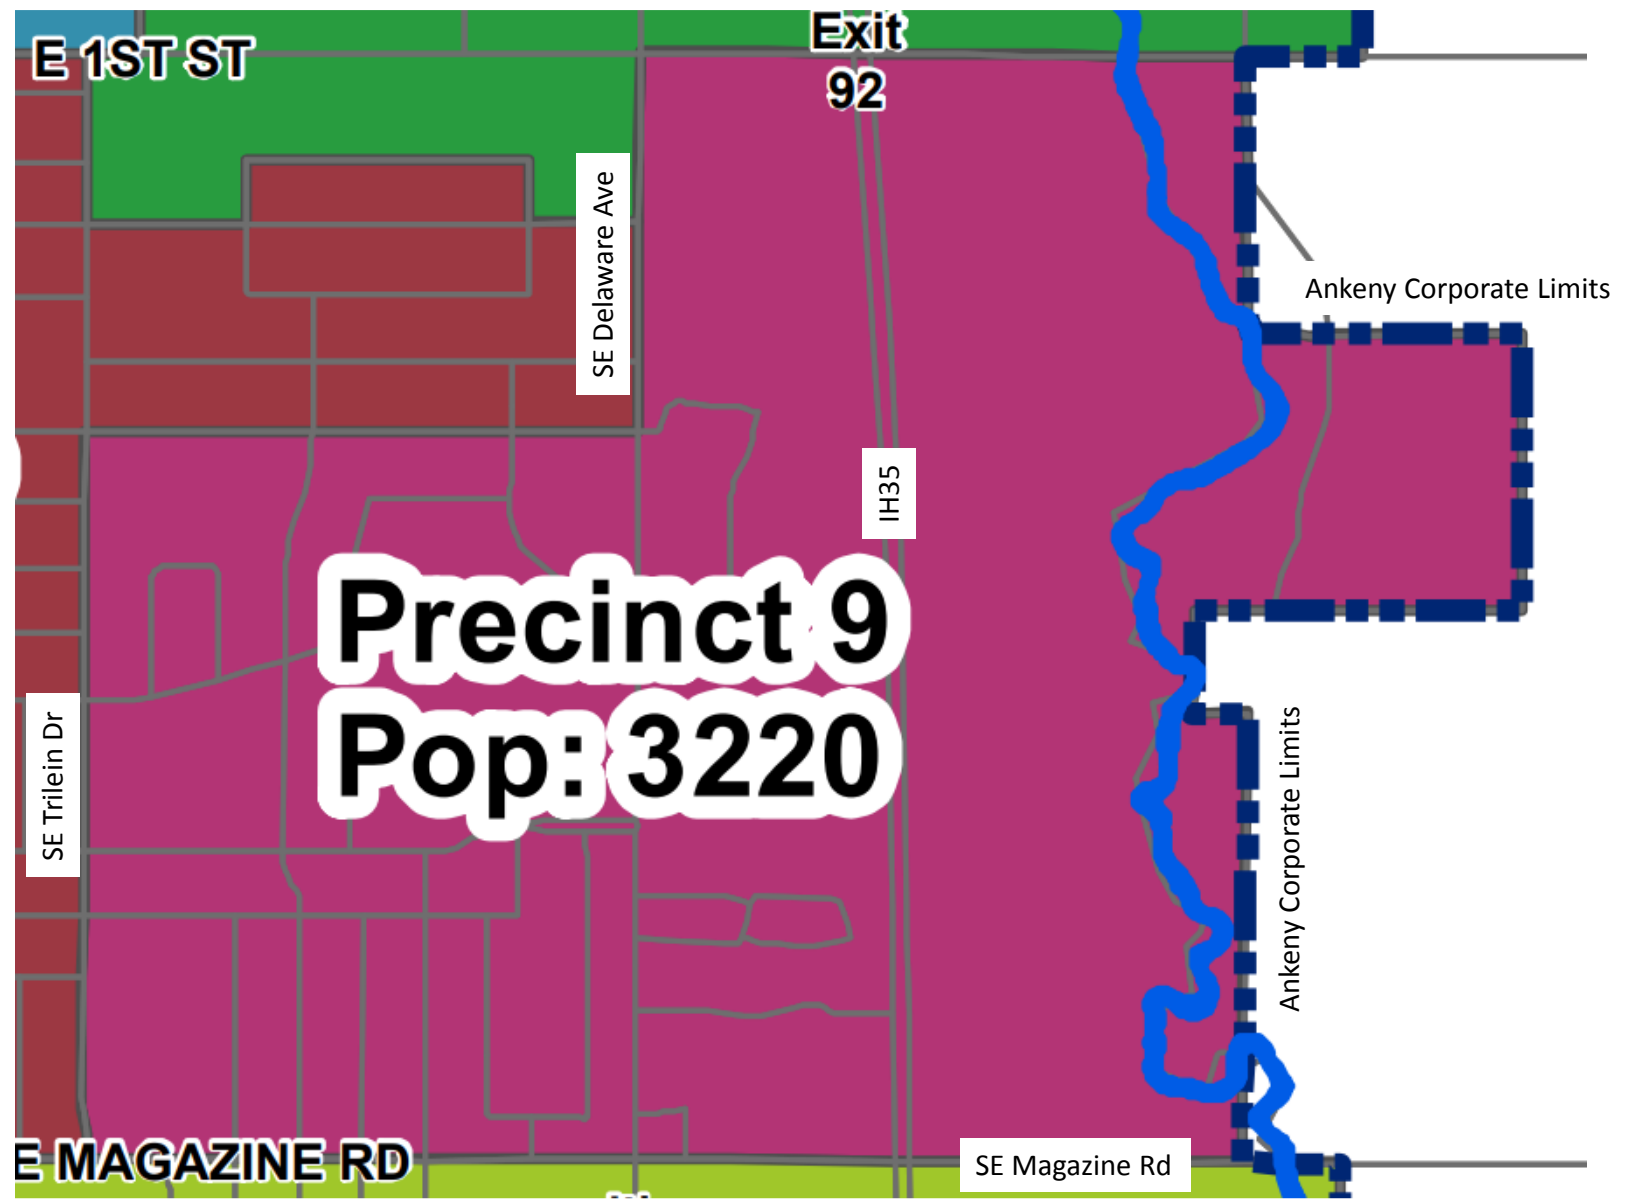 E 1ST ST
Exit
92
SE Delaware Ave
Ankeny Corporate Limits
IH35
Precinct 9
Pop: 3220
SE Trilein Dr
Ankeny Corporate Limits
E MAGAZINE RD
SE Magazine Rd